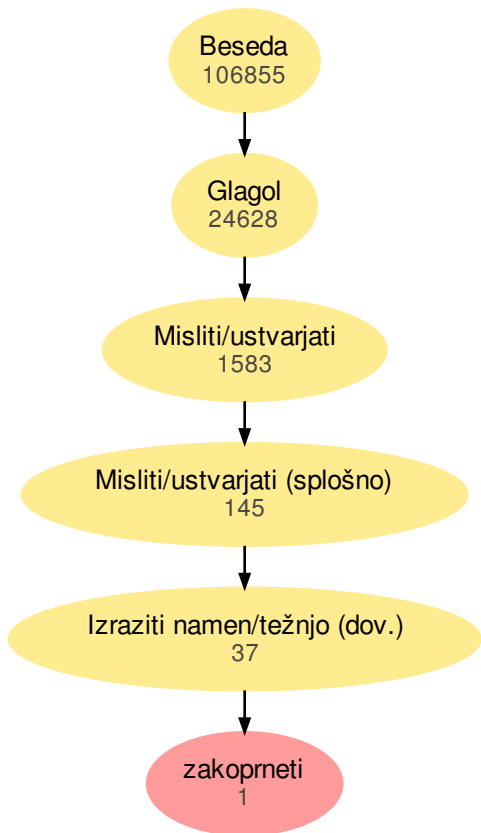 Beseda
106855
Glagol
24628
Misliti/ustvarjati
1583
Misliti/ustvarjati (splošno)
145
Izraziti namen/težnjo (dov.)
37
zakoprneti
1